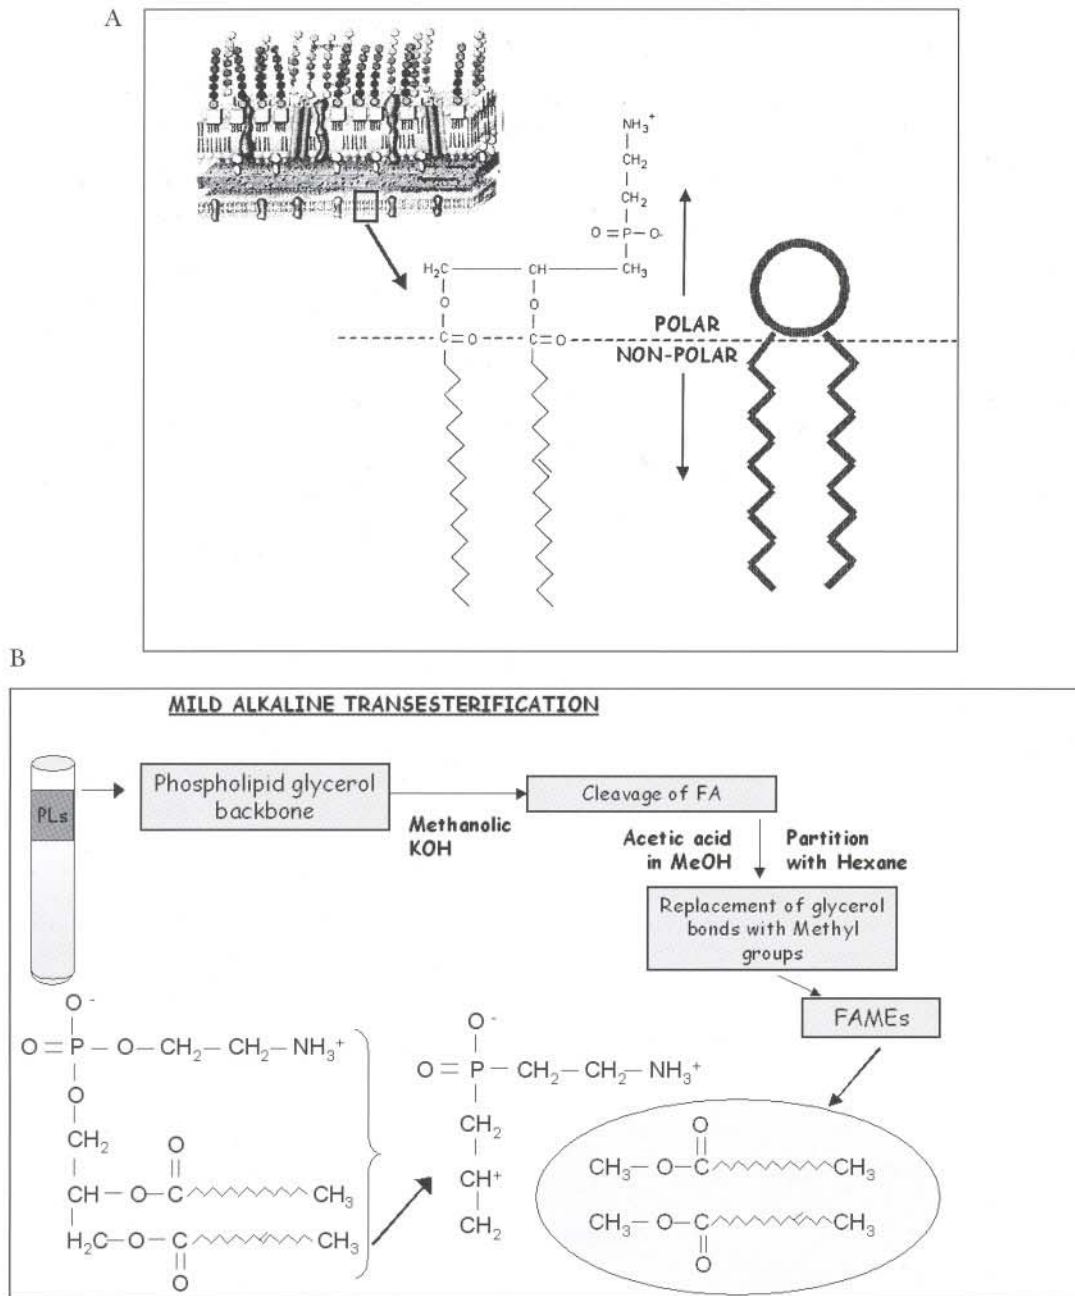 A
NH3+
CH2
CH2
O=P—O-
H2C CH CH3
O O
C=O C=O
POLAR
NON-POLAR
B
MILD ALKALINE TRANSESTERIFICATION
PLs
Phospholipid glycerol
backbone
Methanolic
KOH
Cleavage of FA
Acetic acid
in MeOH
Partition
with Hexane
Replacement of glycerol
bonds with Methyl
groups
FAMEs
O-
O=P—O—CH2—CH2—NH3+
O
CH2
O
CH—O—C CH3
H2C—O—C CH3
O
O-
O=P—CH2—CH2—NH3+
CH2
CH+
CH2
O
CH3—O—C CH3
CH3—O—C CH3
O